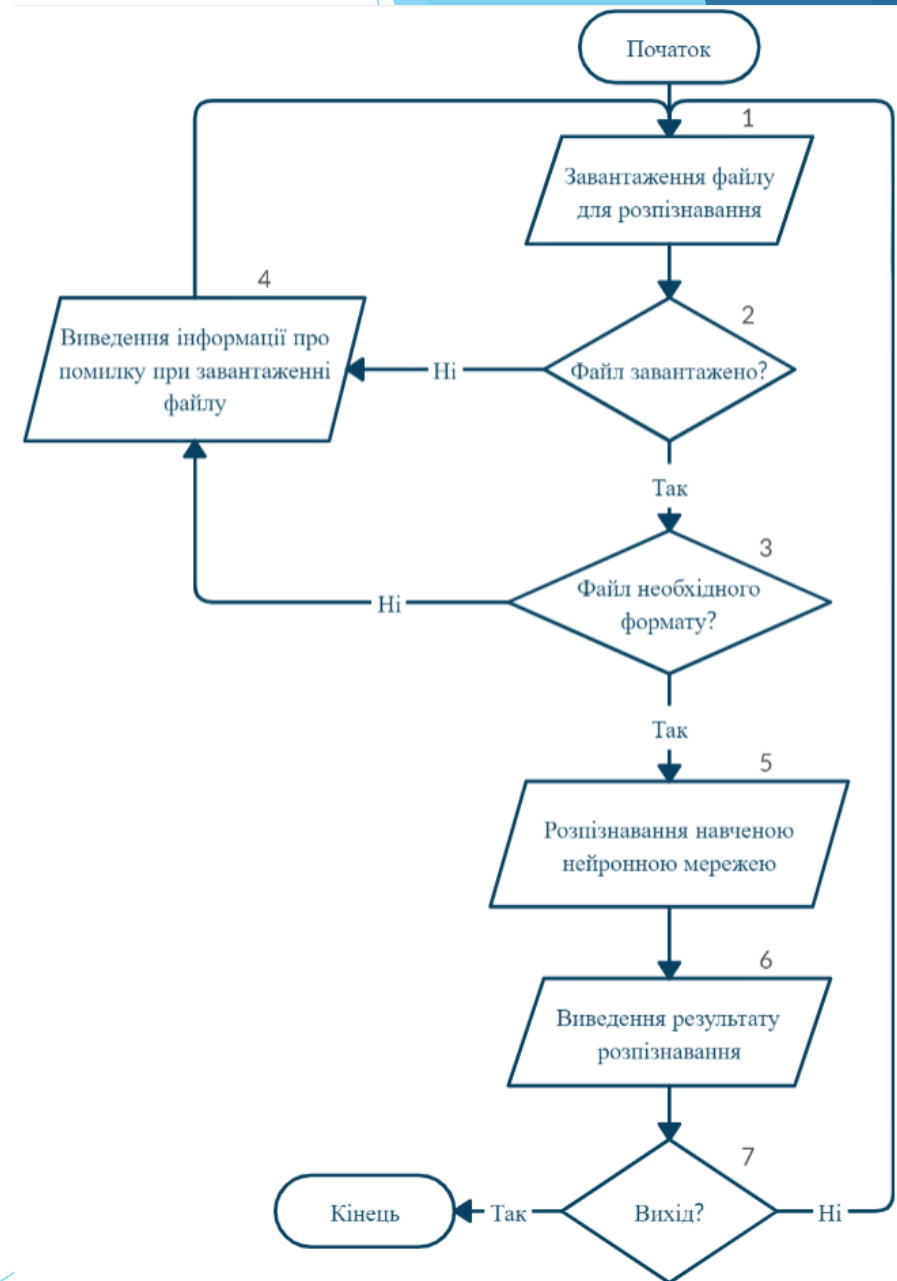 Початок
1
Завантаження файлу
для розпізнавання
4
Виведення інформації про
помилку при завантаженні
файлу
Ні
2
Файл завантажено?
Так
3
Файл необхідного
формату?
Ні
Так
5
Розпізнавання навченою
нейронною мережею
6
Виведення результату
розпізнавання
7
Кінець
Так
Вихід?
Ні